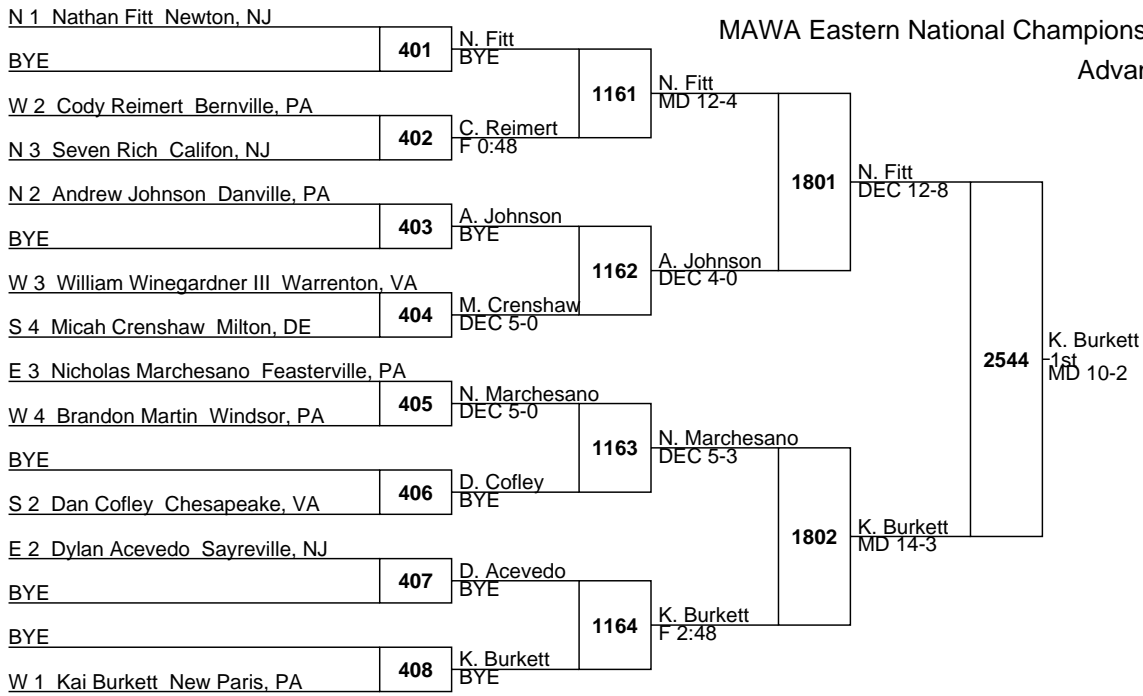 MAWA Eastern National Champions
Advar
N 1 Nathan Fitt Newton, NJ
BYE
401
N. Fitt
BYE
W 2 Cody Reimert Bernville, PA
N 3 Seven Rich Califon, NJ
402
C. Reimert
F 0:48
1161
N. Fitt
MD 12-4
N 2 Andrew Johnson Danville, PA
BYE
403
A. Johnson
BYE
W 3 William Winegardner III Warrenton, VA
S 4 Micah Crenshaw Milton, DE
404
M. Crenshaw
DEC 5-0
1162
A. Johnson
DEC 4-0
1801
N. Fitt
DEC 12-8
E 3 Nicholas Marchesano Feasterville, PA
W 4 Brandon Martin Windsor, PA
405
N. Marchesano
DEC 5-0
BYE
S 2 Dan Cofley Chesapeake, VA
406
D. Cofley
BYE
1163
N. Marchesano
DEC 5-3
E 2 Dylan Acevedo Sayreville, NJ
BYE
407
D. Acevedo
BYE
BYE
W 1 Kai Burkett New Paris, PA
408
K. Burkett
BYE
1164
K. Burkett
F 2:48
1802
K. Burkett
MD 14-3
2544
K. Burkett
1st
MD 10-2